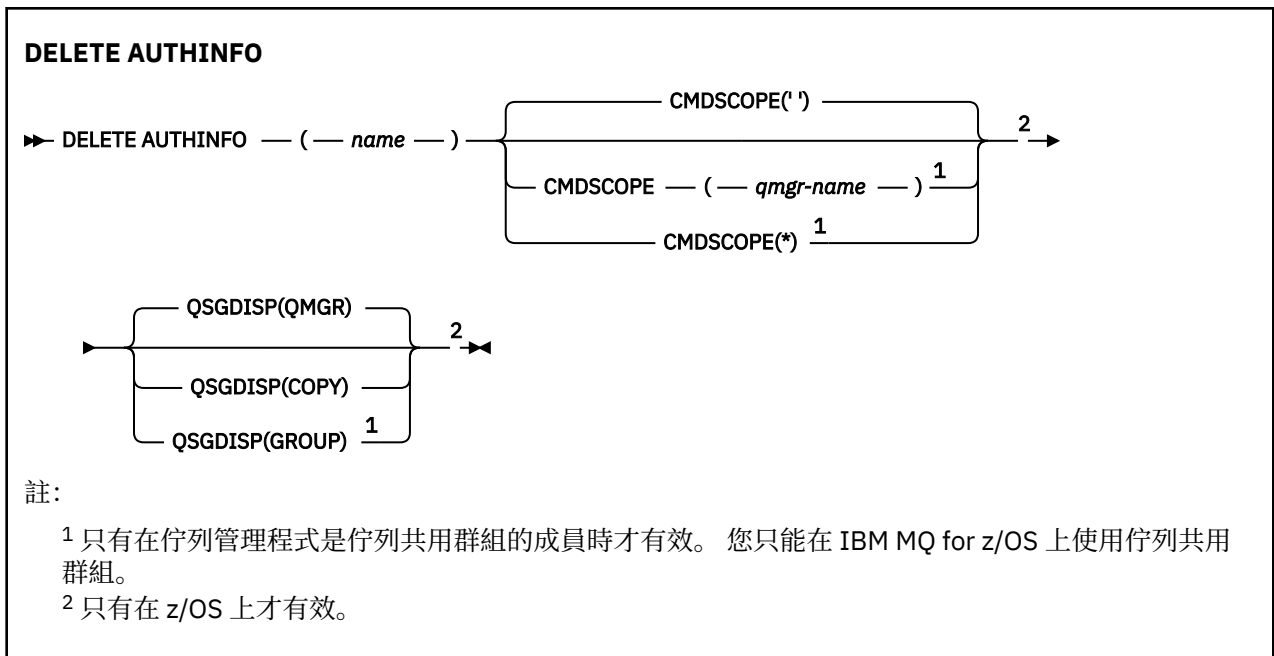 DELETE AUTHINFO
CMDSCOPE(' ')
DELETE AUTHINFO ( name ) 2
CMDSCOPE ( qmgr-name ) 1
CMDSCOPE(*) 1
QSGDISP(QMGR)
2
QSGDISP(COPY)
QSGDISP(GROUP) 1
註:
1 只有在佇列管理程式是佇列共用群組的成員時才有效。 您只能在 IBM MQ for z/OS 上使用佇列共用
群組。
2 只有在 z/OS 上才有效。